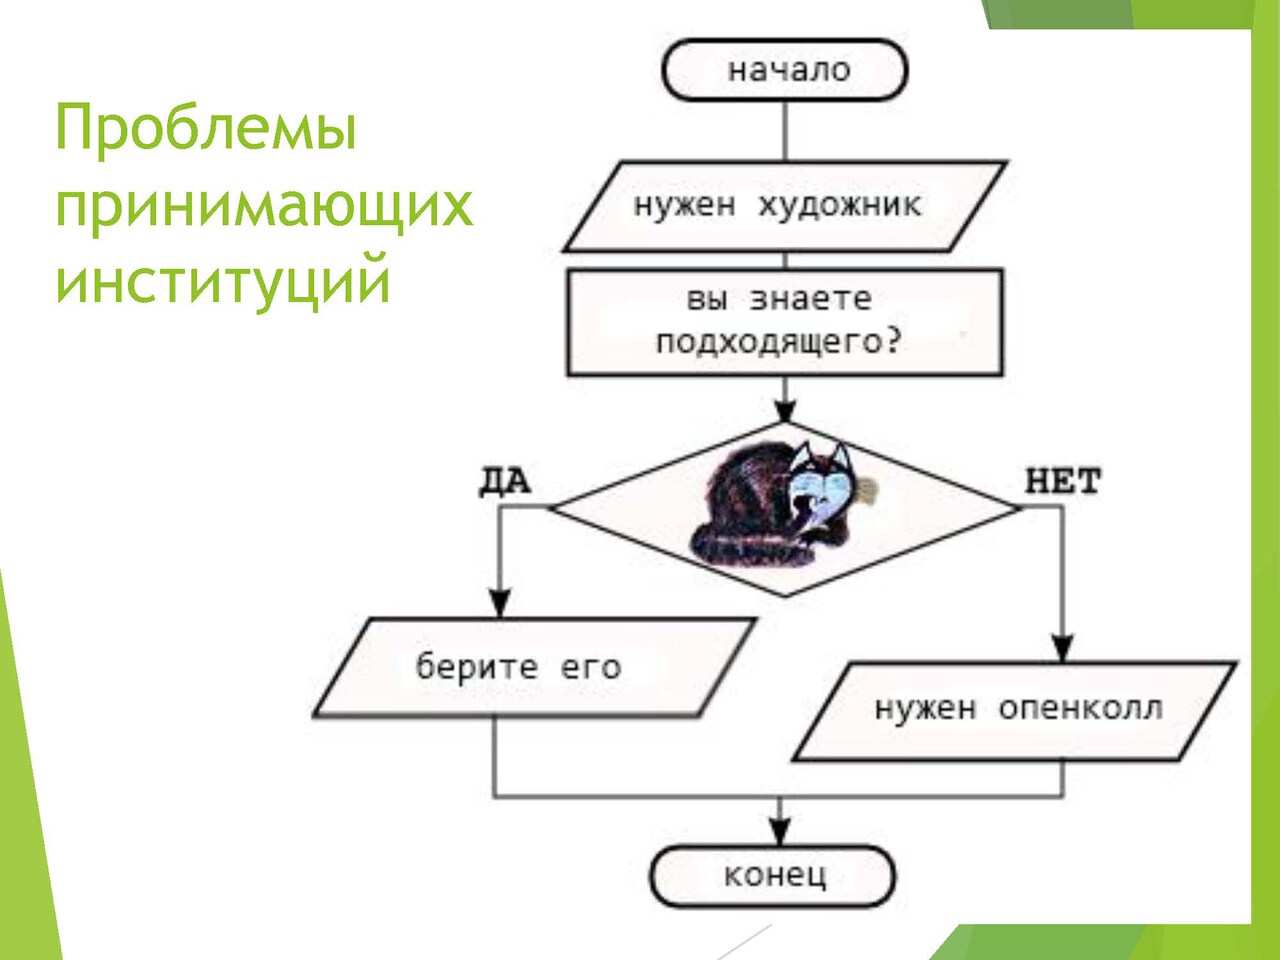 Проблемы
принимающих
институций
начало
нужен художник
вы знаете
подходящего?
ДА
НЕТ
берите его
нужен опенколл
конец